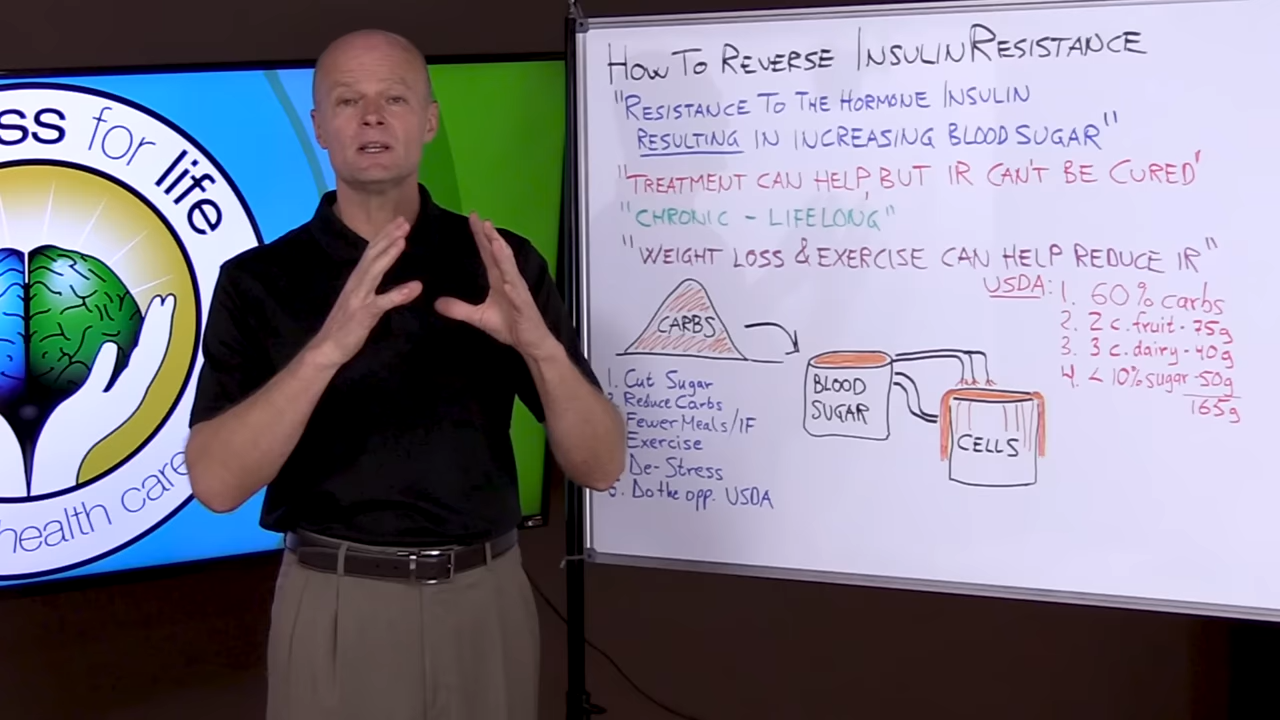 ss for life
health care
How To Reverse Insulin Resistance
"Resistance To The Hormone Insulin
Resulting in increasing blood sugar"
"Treatment can help, but IR can't be cured'
"Chronic - Lifelong"
"Weight loss & exercise can help reduce IR"
USDA: 1. 60% carbs
2. 2 c. fruit - 75g
3. 3 c. dairy - 40g
4. < 10% sugar - 50g
165g
Carbs
Blood
Sugar
Cells
1. Cut Sugar
Reduce Carbs
Fewer Meals/IF
Exercise
De-Stress
. Do the opp. USDA